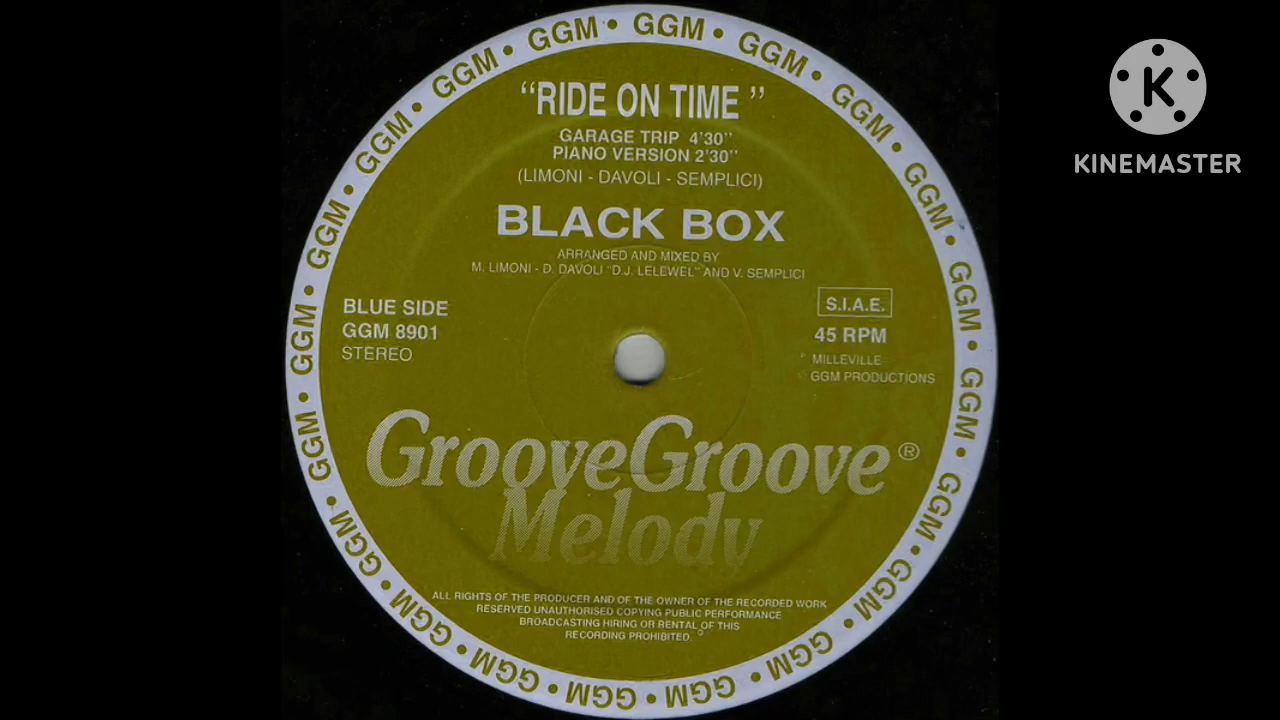 GGM • GGM • GGM • GGM • GGM • GGM • GGM • GGM • GGM • GGM • GGM • GGM • GGM • GGM • GGM • GGM • GGM • GGM • GGM • GGM • GGM •
“RIDE ON TIME ”
GARAGE TRIP 4'30''
PIANO VERSION 2'30''
(LIMONI - DAVOLI - SEMPLICI)
BLACK BOX
ARRANGED AND MIXED BY
M. LIMONI - D. DAVOLI "D.J. LELEWEL" AND V. SEMPLICI
BLUE SIDE
GGM 8901
STEREO
S.I.A.E.
45 RPM
MILLEVILLE
GGM PRODUCTIONS
GrooveGroove ®
Melody
ALL RIGHTS OF THE PRODUCER AND OF THE OWNER OF THE RECORDED WORK
RESERVED UNAUTHORISED COPYING PUBLIC PERFORMANCE
BROADCASTING HIRING OR RENTAL OF THIS
RECORDING PROHIBITED.
K
KINEMASTER